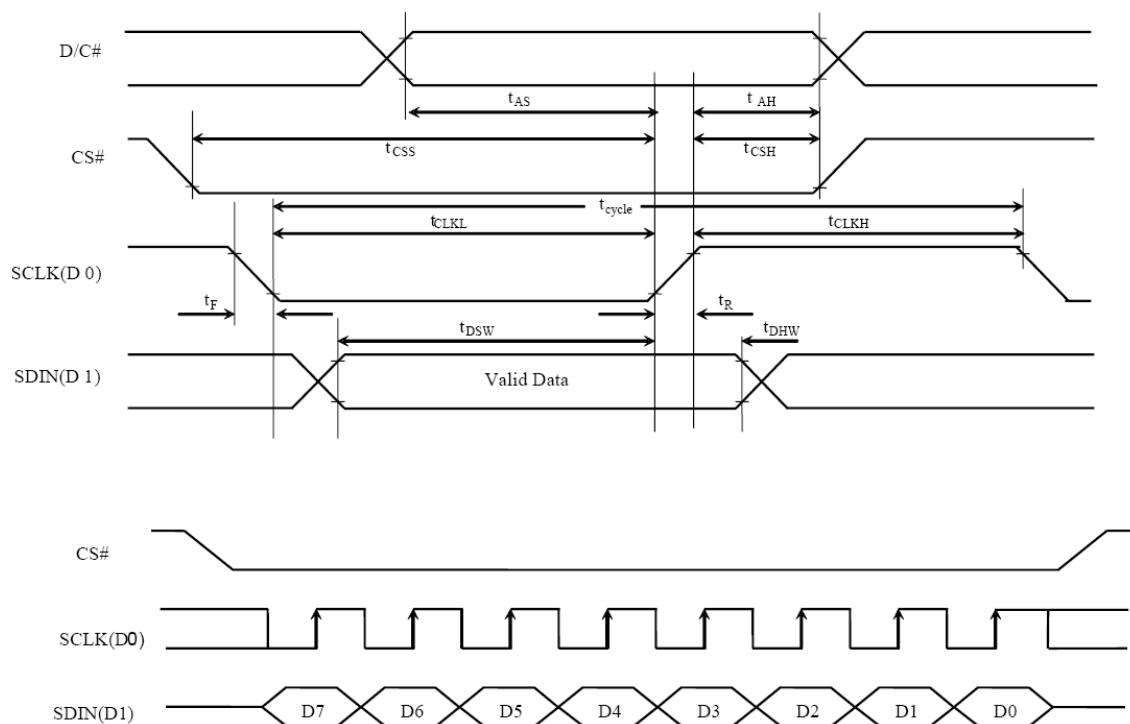 D/C#
tAS
t AH
tCSS
tCSH
CS#
tcycle
tCLKL
tCLKH
SCLK(D 0)
tF
tR
tDSW
tDHW
SDIN(D 1)
Valid Data
CS#
SCLK(D0)
SDIN(D1)
D7 D6 D5 D4 D3 D2 D1 D0